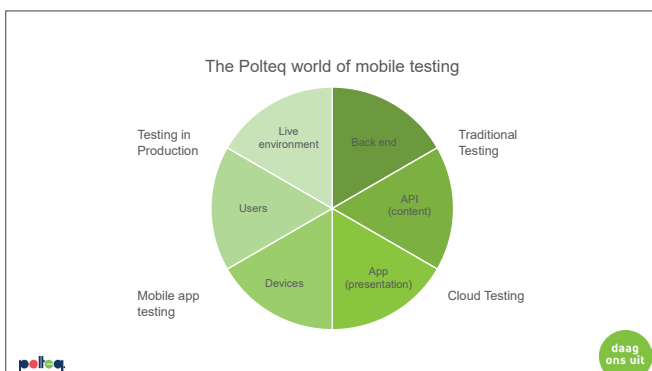 The Polteq world of mobile testing
Testing in
Production
Live
environment
Back end
Traditional
Testing
Users
API
(content)
Mobile app
testing
Devices
App
(presentation)
Cloud Testing
polteq
daag
ons uit